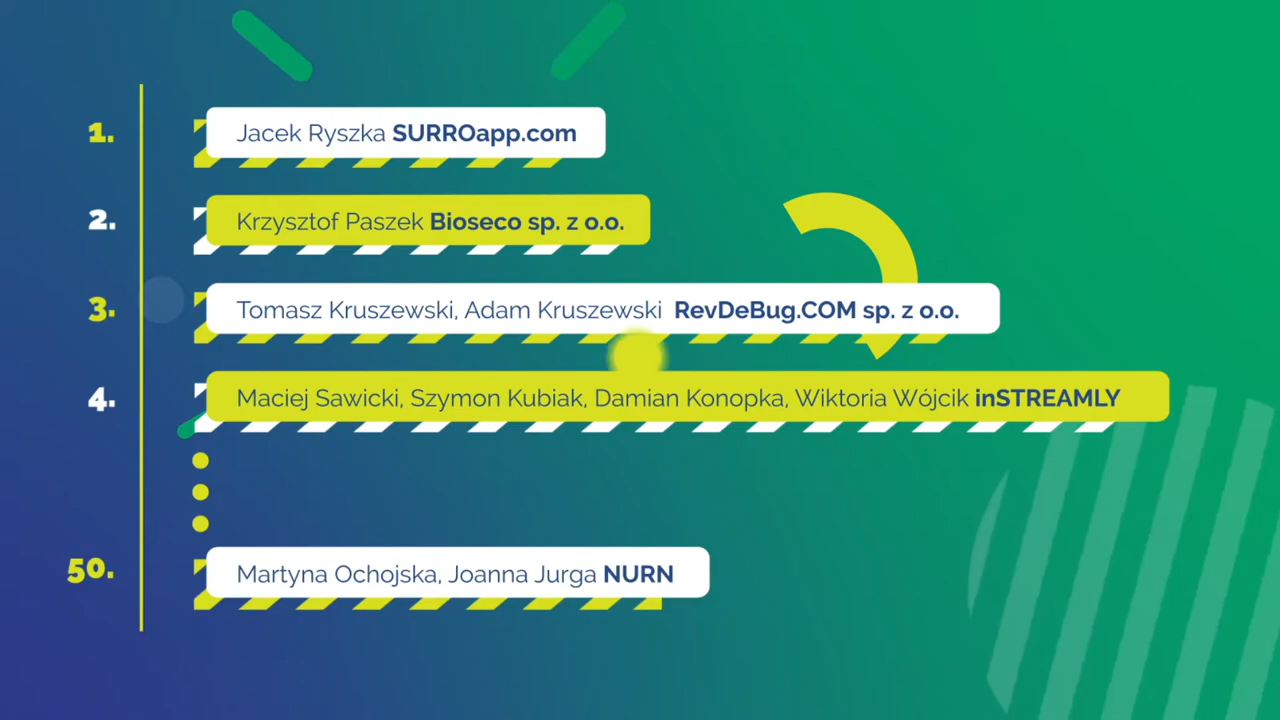 1. Jacek Ryszka SURROapp.com
2. Krzysztof Paszek Bioseco sp. z o.o.
3. Tomasz Kruszewski, Adam Kruszewski RevDeBug.COM sp. z o.o.
4. Maciej Sawicki, Szymon Kubiak, Damian Konopka, Wiktoria Wójcik inSTREAMLY
50. Martyna Ochojska, Joanna Jurga NURN